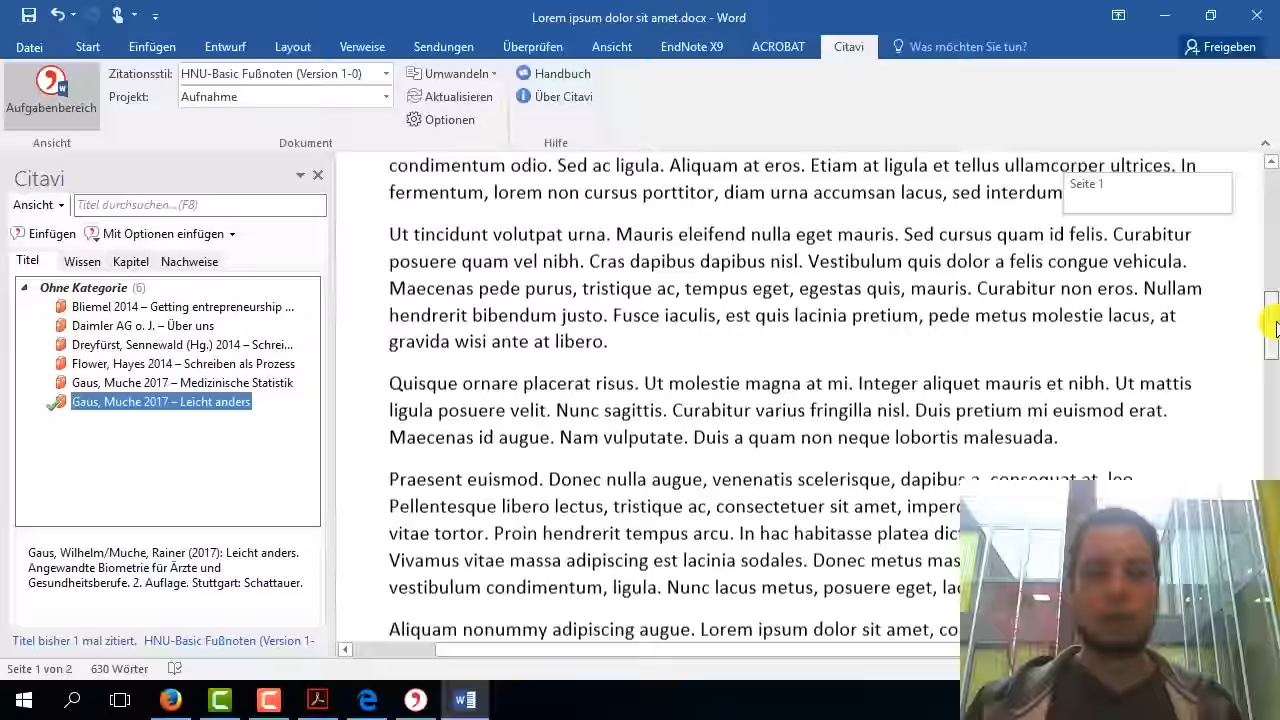 Lorem ipsum dolor sit amet.docx - Word
Datei Start Einfügen Entwurf Layout Verweise Sendungen Überprüfen Ansicht EndNote X9 ACROBAT Citavi Was möchten Sie tun? Freigeben
Aufgabenbereich
Zitationsstil: HNU-Basic Fußnoten (Version 1-0)
Projekt: Aufnahme
Umwandeln
Aktualisieren
Optionen
Handbuch
Über Citavi
Ansicht Dokument Hilfe
Citavi
Ansicht Titel durchsuchen...(F8)
Einfügen Mit Optionen einfügen
Titel Wissen Kapitel Nachweise
Ohne Kategorie (6)
Biemel 2014 – Getting entrepreneurship ...
Daimler AG o. J. – Über uns
Dreyfürst, Sennewald (Hg.) 2014 – Schrei...
Flower, Hayes 2014 – Schreiben als Prozess
Gaus, Muche 2017 – Medizinische Statistik
Gaus, Muche 2017 – Leicht anders
Gaus, Wilhelm/Muche, Rainer (2017): Leicht anders.
Angewandte Biometrie für Ärzte und
Gesundheitsberufe. 2. Auflage. Stuttgart: Schattauer.
Titel bisher 1 mal zitiert. HNU-Basic Fußnoten (Version 1-
condimentum odio. Sed ac ligula. Aliquam at eros. Etiam at ligula et tellus ullamcorper ultrices. In
fermentum, lorem non cursus porttitor, diam urna accumsan lacus, sed interdum
Seite 1
Ut tincidunt volutpat urna. Mauris eleifend nulla eget mauris. Sed cursus quam id felis. Curabitur
posuere quam vel nibh. Cras dapibus dapibus nisl. Vestibulum quis dolor a felis congue vehicula.
Maecenas pede purus, tristique ac, tempus eget, egestas quis, mauris. Curabitur non eros. Nullam
hendrerit bibendum justo. Fusce iaculis, est quis lacinia pretium, pede metus molestie lacus, at
gravida wisi ante at libero.
Quisque ornare placerat risus. Ut molestie magna at mi. Integer aliquet mauris et nibh. Ut mattis
ligula posuere velit. Nunc sagittis. Curabitur varius fringilla nisl. Duis pretium mi euismod erat.
Maecenas id augue. Nam vulputate. Duis a quam non neque lobortis malesuada.
Praesent euismod. Donec nulla augue, venenatis scelerisque, dapibus a, consequat at, leo.
Pellentesque libero lectus, tristique ac, consectetuer sit amet,
vitae tortor. Proin hendrerit tempus arcu. In hac habitasse platea
Vivamus vitae massa adipiscing est lacinia sodales. Donec metus
vestibulum condimentum, ligula. Nunc lacus metus, posuere eget,
Aliquam nonummy adipiscing augue. Lorem ipsum dolor sit amet,
Seite 1 von 2 630 Wörter